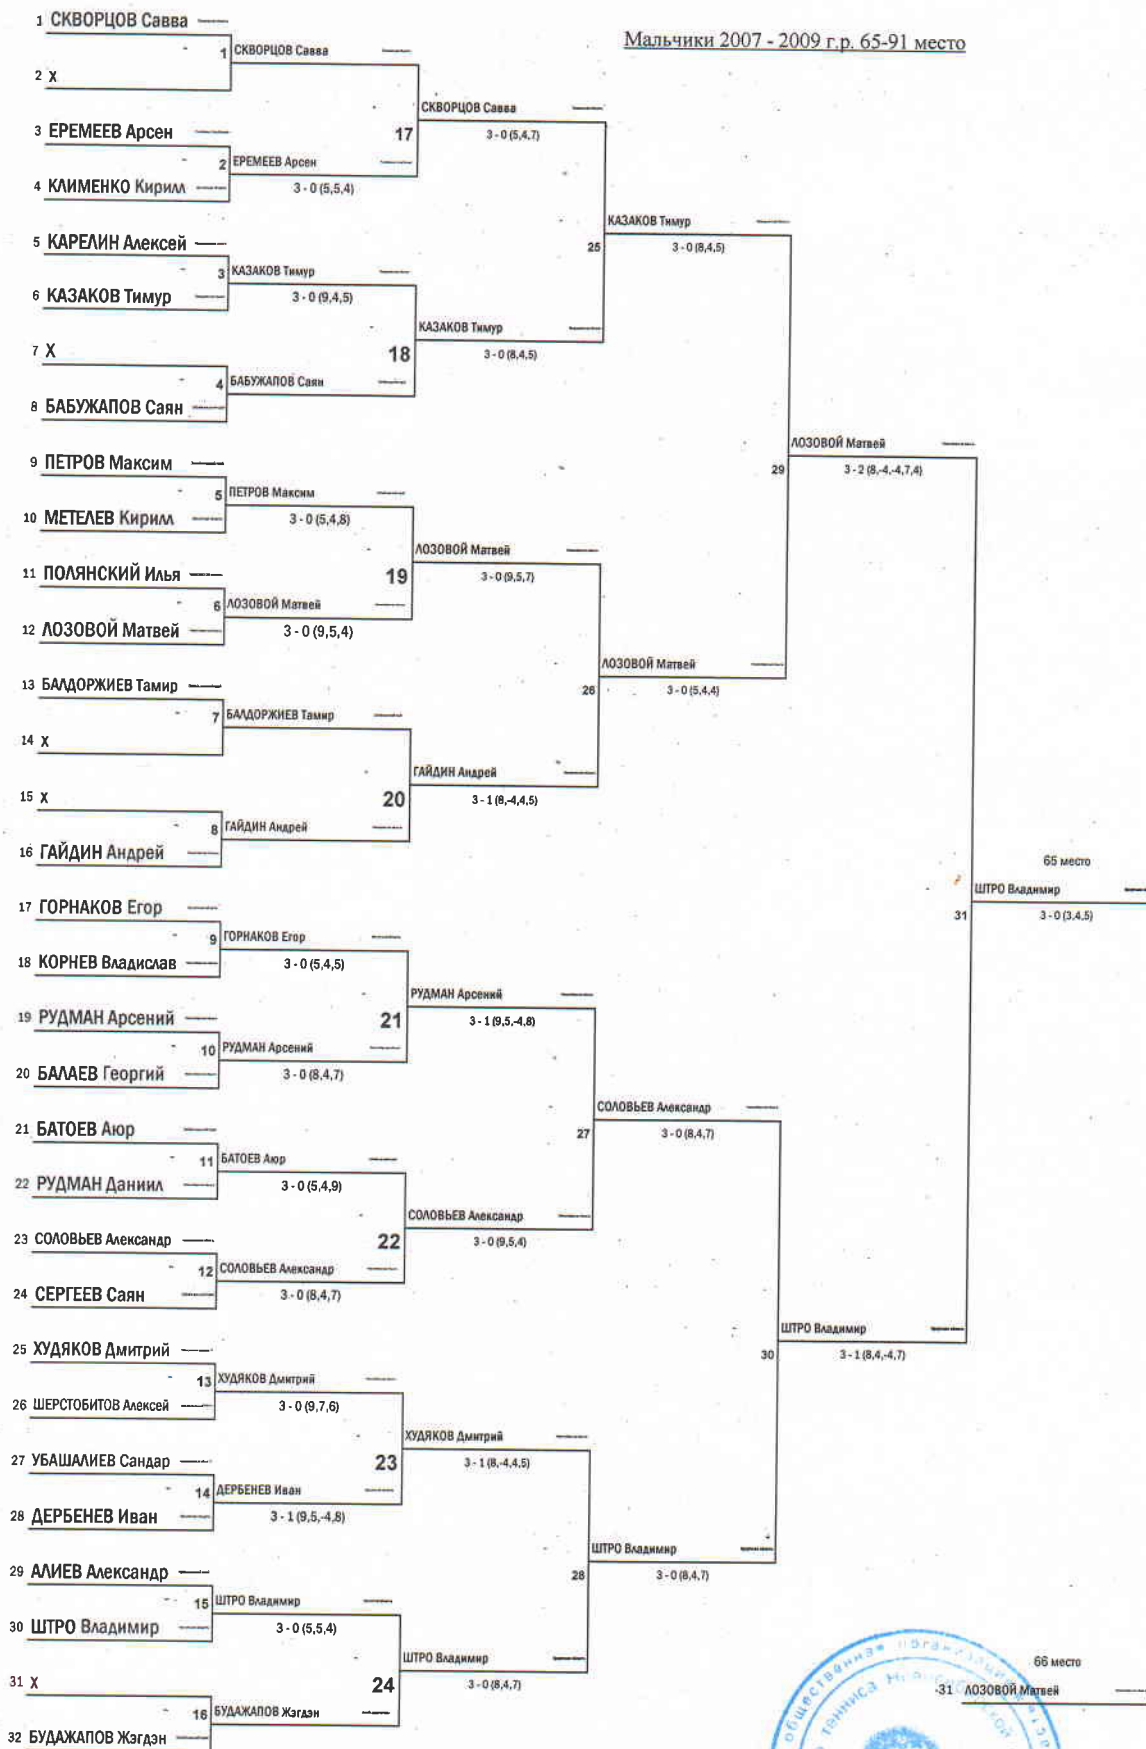 Мальчики 2007 - 2009 г.р. 65-91 место
1 СКВОРЦОВ Савва
1 СКВОРЦОВ Савва
2 X
СКВОРЦОВ Савва
17 3 - 0 (5,4,7)
3 ЕРЕМЕЕВ Арсен
2 ЕРЕМЕЕВ Арсен
4 КЛИМЕНКО Кирилл 3 - 0 (5,5,4)
КАЗАКОВ Тимур
25 3 - 0 (8,4,5)
5 КАРЕЛИН Алексей
3 КАЗАКОВ Тимур
6 КАЗАКОВ Тимур 3 - 0 (9,4,5)
КАЗАКОВ Тимур
18 3 - 0 (8,4,5)
7 X
4 БАБУЖАПОВ Саян
8 БАБУЖАПОВ Саян
ЛОЗОВОЙ Матвей
29 3 - 2 (8,-4,-4,7,4)
9 ПЕТРОВ Максим
5 ПЕТРОВ Максим
10 МЕТЕЛЕВ Кирилл 3 - 0 (5,4,8)
ЛОЗОВОЙ Матвей
19 3 - 0 (9,5,7)
11 ПОЛЯНСКИЙ Илья
6 ЛОЗОВОЙ Матвей
12 ЛОЗОВОЙ Матвей 3 - 0 (9,5,4)
ЛОЗОВОЙ Матвей
26 3 - 0 (5,4,4)
13 БАЛДОРЖИЕВ Тамир
7 БАЛДОРЖИЕВ Тамир
14 X
ГАЙДИН Андрей
20 3 - 1 (8,-4,4,5)
15 X
8 ГАЙДИН Андрей
16 ГАЙДИН Андрей
65 место
ШТРО Владимир
31 3 - 0 (3,4,5)
17 ГОРНАКОВ Егор
9 ГОРНАКОВ Егор
18 КОРНЕВ Владислав 3 - 0 (5,4,5)
РУДМАН Арсений
21 3 - 1 (9,5,-4,8)
19 РУДМАН Арсений
10 РУДМАН Арсений
20 БАЛАЕВ Георгий 3 - 0 (8,4,7)
СОЛОВЬЕВ Александр
27 3 - 0 (8,4,7)
21 БАТОЕВ Аюр
11 БАТОЕВ Аюр
22 РУДМАН Даниил 3 - 0 (5,4,9)
СОЛОВЬЕВ Александр
22 3 - 0 (9,5,4)
23 СОЛОВЬЕВ Александр
12 СОЛОВЬЕВ Александр
24 СЕРГЕЕВ Саян 3 - 0 (8,4,7)
ШТРО Владимир
30 3 - 1 (8,4,-4,7)
25 ХУДЯКОВ Дмитрий
13 ХУДЯКОВ Дмитрий
26 ШЕРСТОБИТОВ Алексей 3 - 0 (9,7,6)
ХУДЯКОВ Дмитрий
23 3 - 1 (8,-4,4,5)
27 УБАШАЛИЕВ Сандар
14 ДЕРБЕНЕВ Иван
28 ДЕРБЕНЕВ Иван 3 - 1 (9,5,-4,8)
ШТРО Владимир
28 3 - 0 (8,4,7)
29 АЛИЕВ Александр
15 ШТРО Владимир
30 ШТРО Владимир 3 - 0 (5,5,4)
ШТРО Владимир
24 3 - 0 (8,4,7)
31 X
16 БУДАЖАПОВ Жэгдэн
32 БУДАЖАПОВ Жэгдэн
66 место
-31 ЛОЗОВОЙ Матвей
общественная организация
тенниса